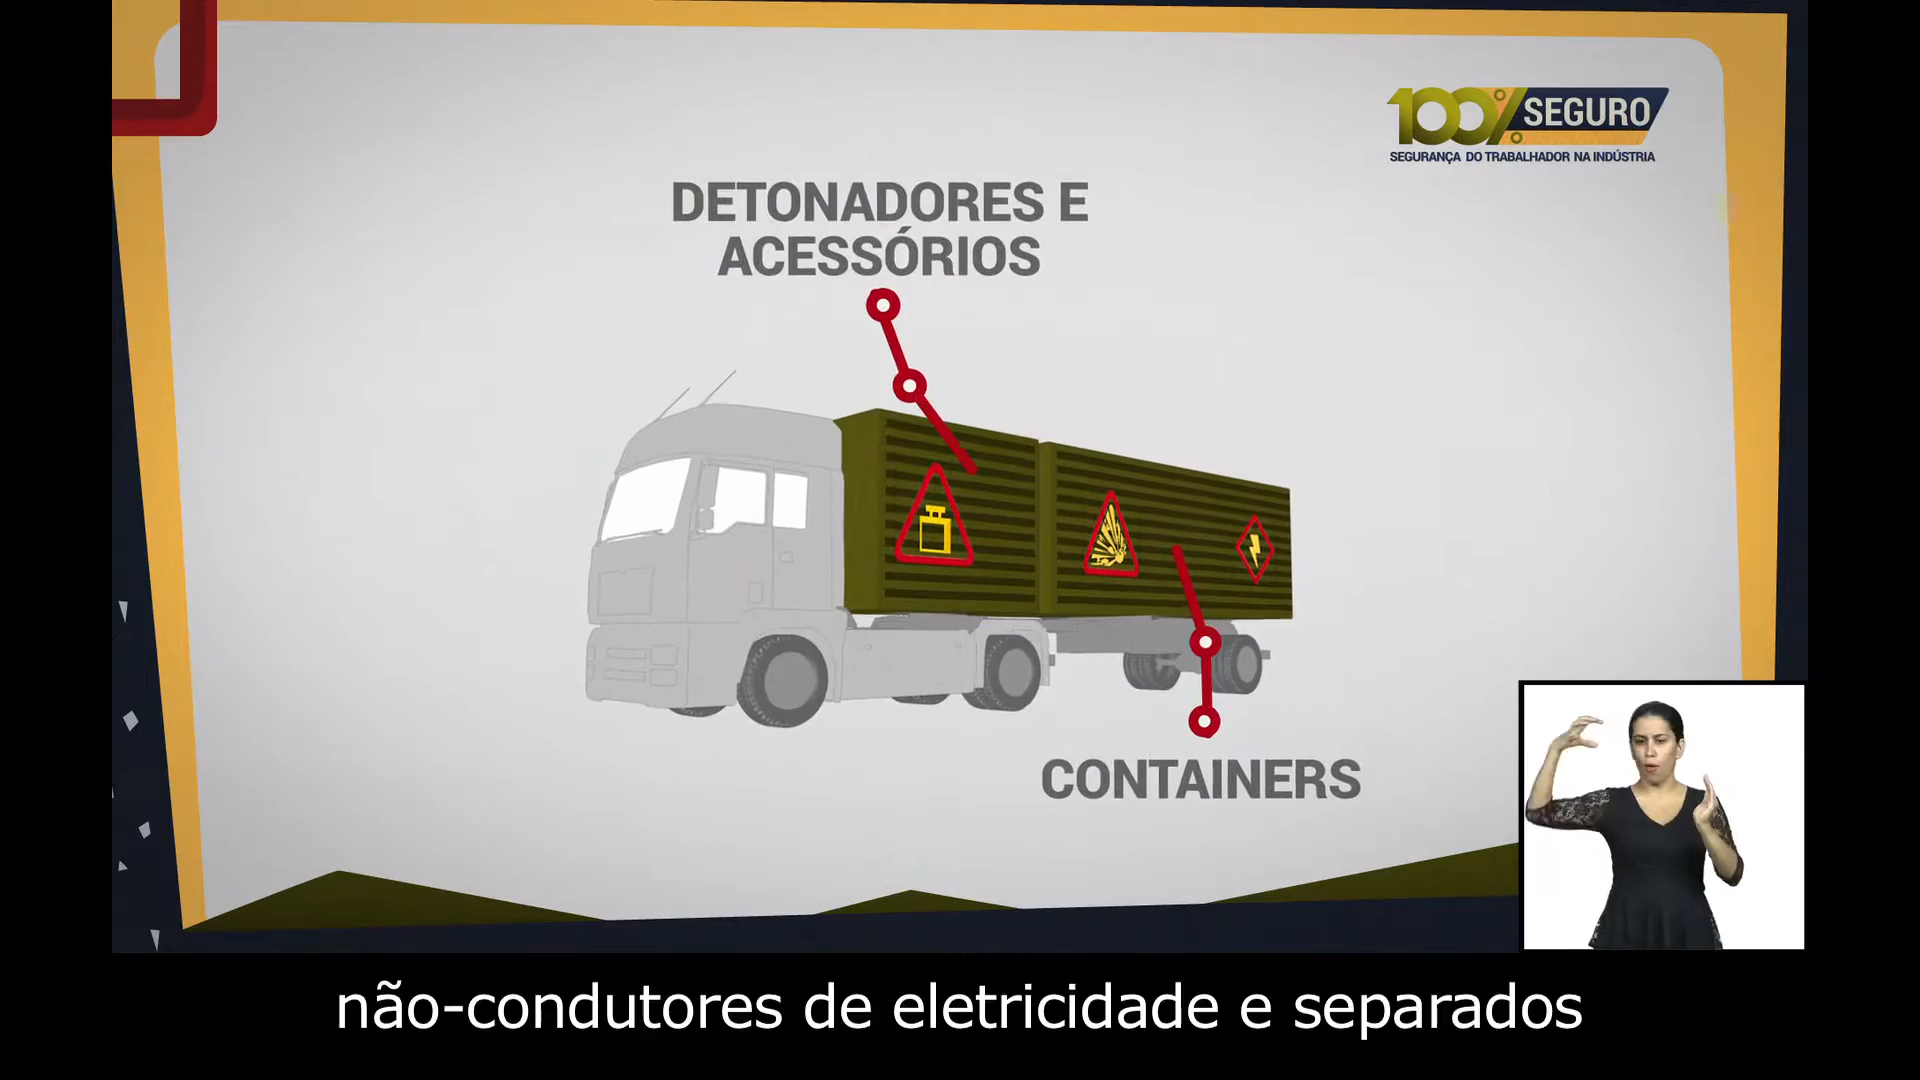 100% SEGURO
SEGURANÇA DO TRABALHADOR NA INDÚSTRIA
DETONADORES E
ACESSÓRIOS
CONTAINERS
não-condutores de eletricidade e separados